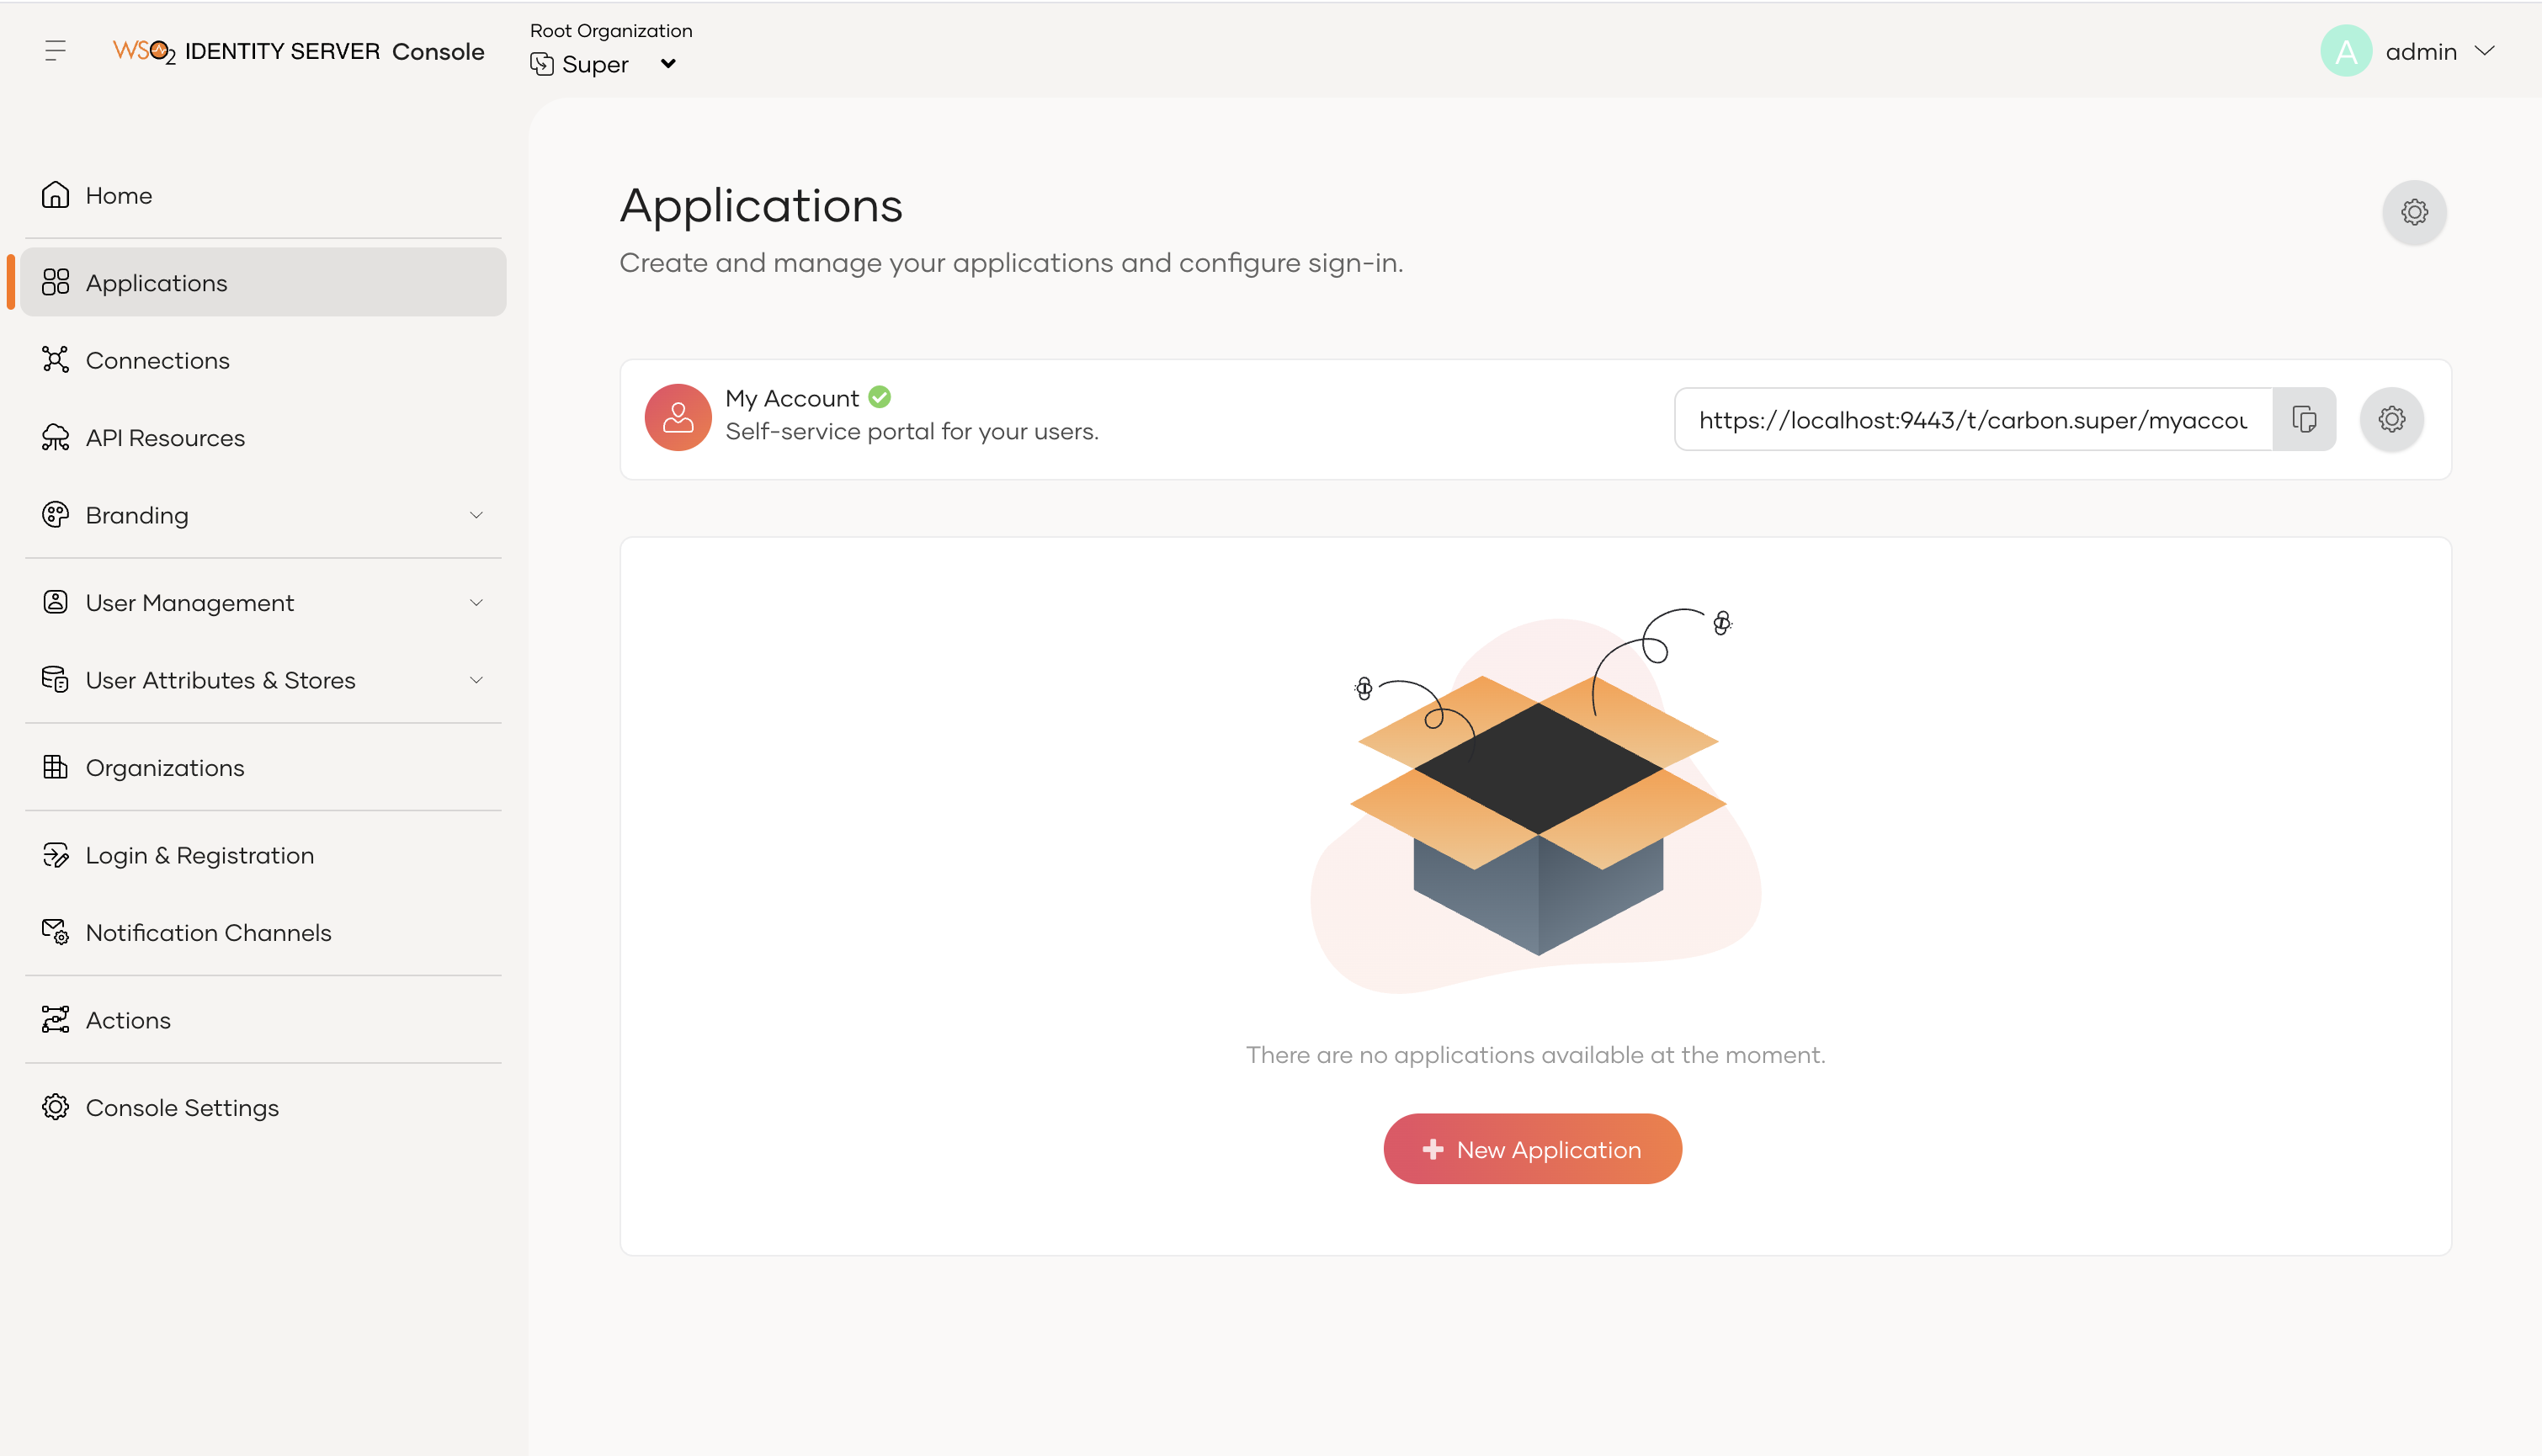 WSO2 IDENTITY SERVER Console
Root Organization
Super
A admin
Home
Applications
Connections
API Resources
Branding
User Management
User Attributes & Stores
Organizations
Login & Registration
Notification Channels
Actions
Console Settings
Applications
Create and manage your applications and configure sign-in.
My Account
Self-service portal for your users.
https://localhost:9443/t/carbon.super/myaccou
There are no applications available at the moment.
New Application